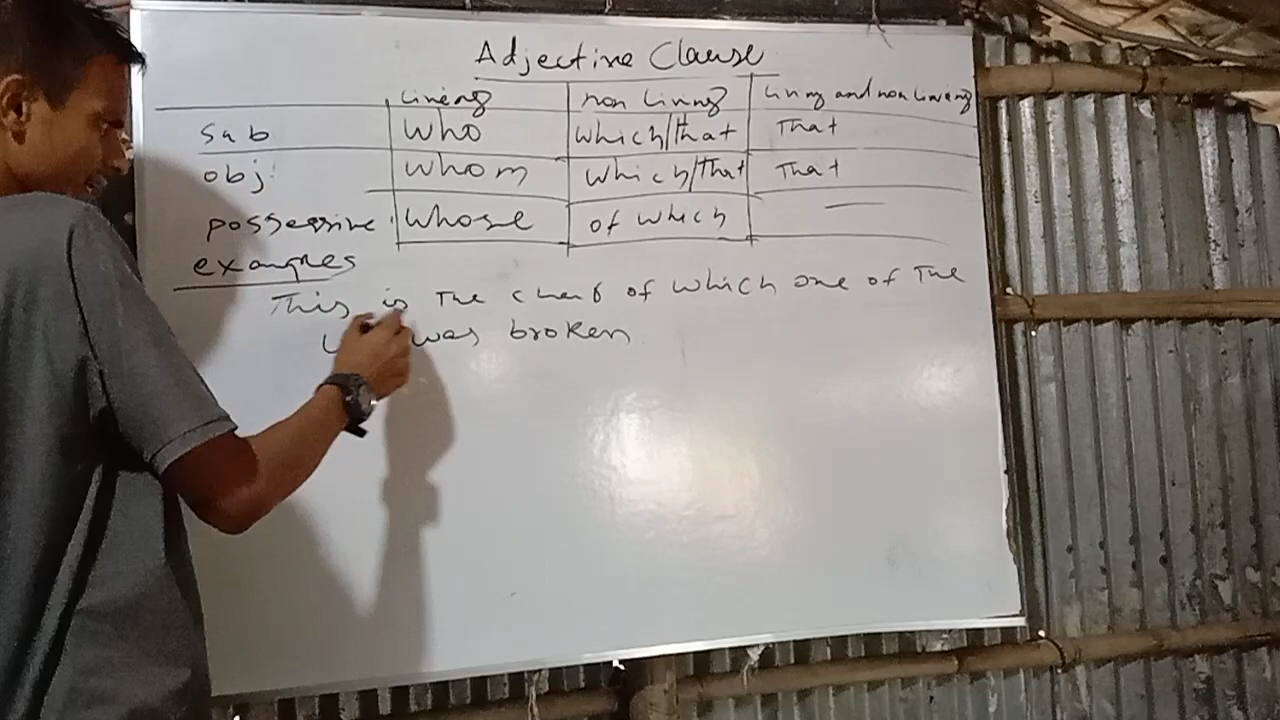 Adjective Clause
Living non Living Living and non Living
Sub Who Which/That That
obj: Whom Which/That That
possessive Whose of which —
examples
This is The of which one of The
was broken